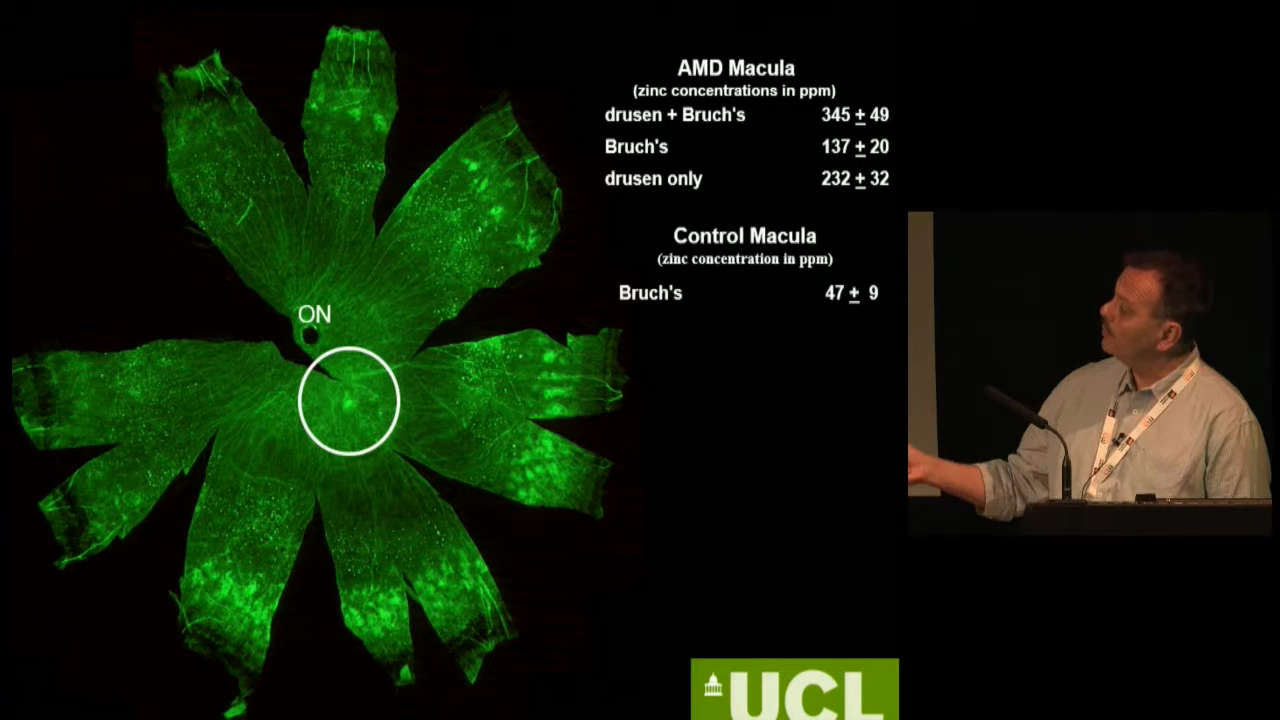 AMD Macula
(zinc concentrations in ppm)
drusen + Bruch's 345 ± 49
Bruch's 137 ± 20
drusen only 232 ± 32
Control Macula
(zinc concentration in ppm)
Bruch's 47 ± 9
ON
UCL